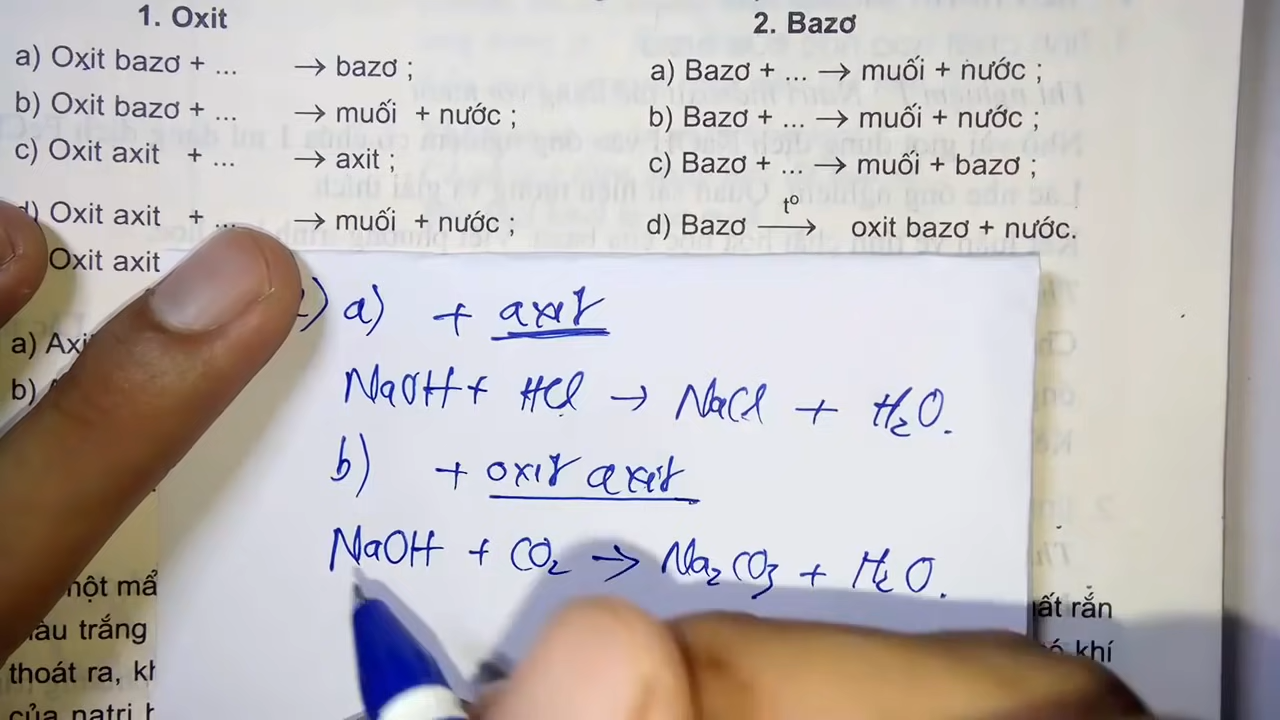 1. Oxit
a) Oxit bazơ + ... → bazơ ;
b) Oxit bazơ + ... → muối + nước ;
c) Oxit axit + ... → axit ;
d) Oxit axit + ... → muối + nước ;
Oxit axit
a) Axi
b)
2. Bazơ
a) Bazơ + ... → muối + nước ;
b) Bazơ + ... → muối + nước ;
c) Bazơ + ... → muối + bazơ ;
d) Bazơ t° → oxit bazơ + nước.
2) a) + axit
NaOH + HCl → NaCl + H₂O.
b) + oxit axit
NaOH + CO₂ → Na₂CO₃ + H₂O.
một mẩ
màu trắng
thoát ra, kh
của natri h
ất rắn
có khí